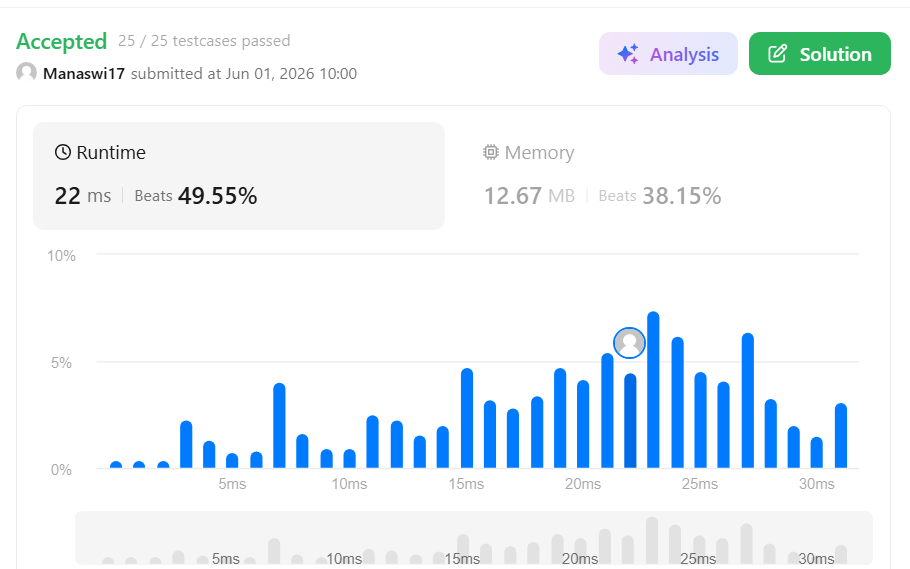 Accepted 25 / 25 testcases passed
Manaswi17 submitted at Jun 01, 2026 10:00
Analysis
Solution
Runtime
22 ms Beats 49.55%
Memory
12.67 MB Beats 38.15%
10%
5%
0%
5ms 10ms 15ms 20ms 25ms 30ms
5ms 10ms 15ms 20ms 25ms 30ms